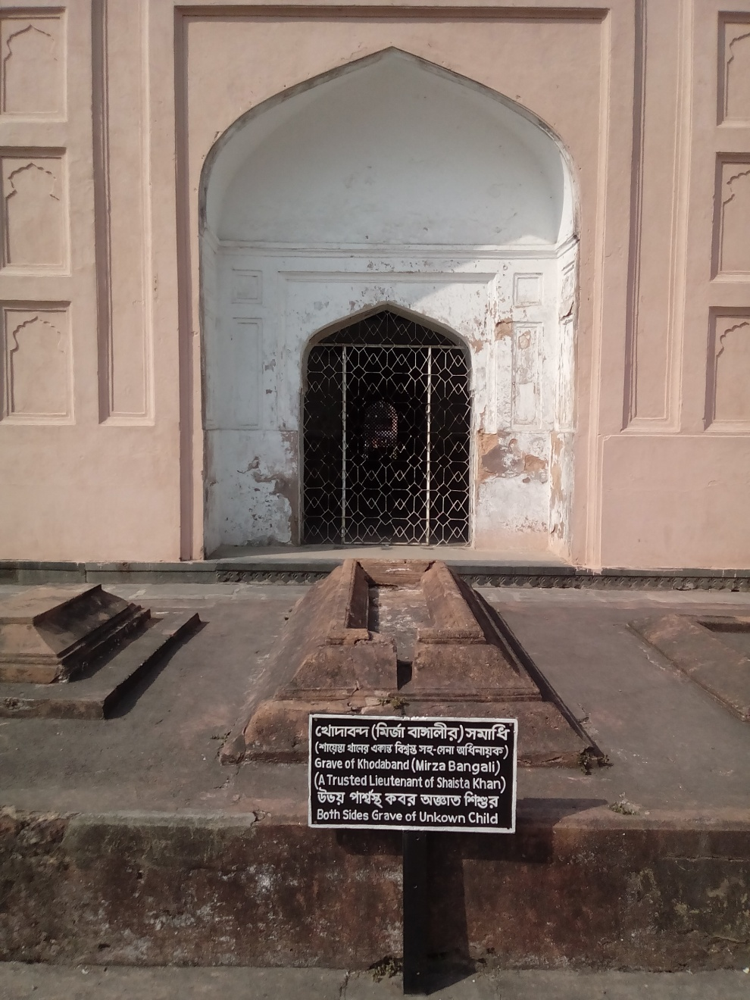 খোদাবন্দ (মির্জা বাঙ্গালীর) সমাধি
(শায়েস্তা খানের একান্ত বিশ্বস্ত সহ-সেনা অধিনায়ক)
Grave of Khodaband (Mirza Bangali)
(A Trusted Lieutenant of Shaista Khan)
উভয় পার্শ্বস্থ কবর অজ্ঞাত শিশুর
Both Sides Grave of Unkown Child